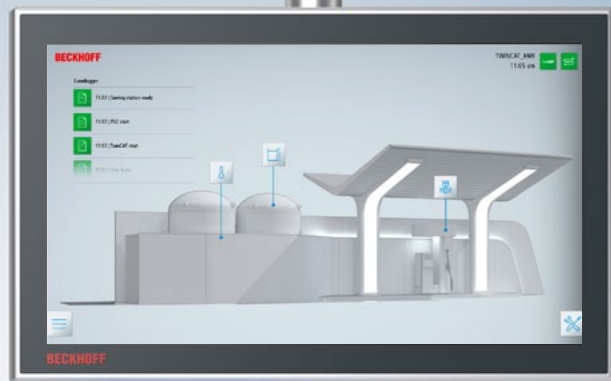 BECKHOFF
TWINCAT_HMI
11:05 am
Eventlogger
11:03 | Serving station ready
11:03 | PLC start
11:03 | TwinCAT start
BECKHOFF